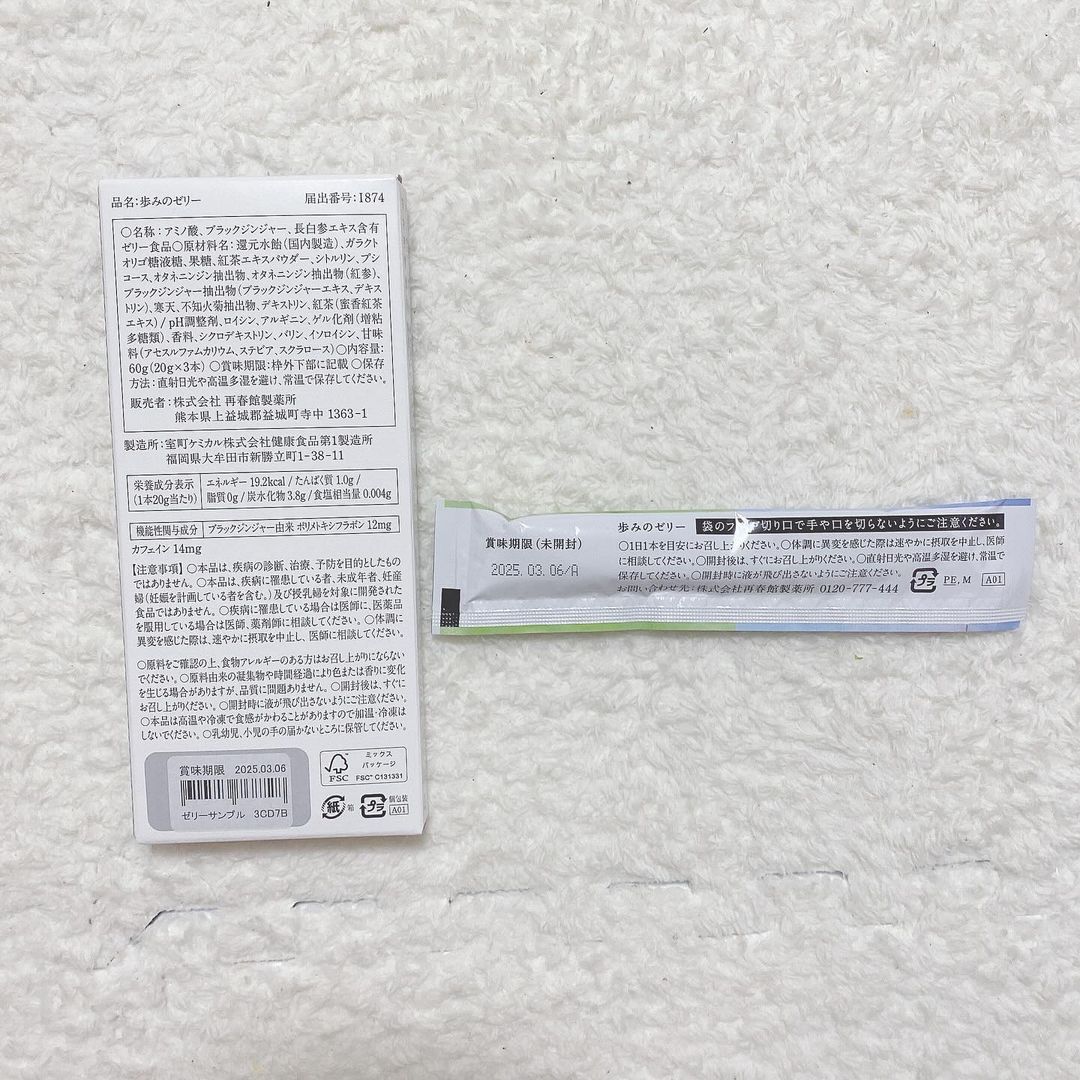 品名:歩みのゼリー 届出番号:I874
○名称：アミノ酸、ブラックジンジャー、長白参エキス含有
ゼリー食品○原材料名：還元水飴(国内製造)、ガラクト
オリゴ糖液糖、果糖、紅茶エキスパウダー、シトルリン、プシ
コース、オタネニンジン抽出物、オタネニンジン抽出物(紅参)、
ブラックジンジャー抽出物(ブラックジンジャーエキス、デキス
トリン)、寒天、不知火菊抽出物、デキストリン、紅茶(蜜香紅茶
エキス)/pH調整剤、ロイシン、アルギニン、ゲル化剤(増粘
多糖類)、香料、シクロデキストリン、バリン、イソロイシン、甘味
料(アセスルファムカリウム、ステビア、スクラロース)○内容量：
60g(20g×3本) ○賞味期限：枠外下部に記載 ○保存
方法：直射日光や高温多湿を避け、常温で保存してください。
販売者：株式会社 再春館製薬所
熊本県上益城郡益城町寺中 1363-1
製造所：室町ケミカル株式会社健康食品第1製造所
福岡県大牟田市新勝立町1-38-11
栄養成分表示 エネルギー 19.2kcal / たんぱく質 1.0g /
(1本20g当たり) 脂質 0g / 炭水化物 3.8g / 食塩相当量 0.004g
機能性関与成分 ブラックジンジャー由来 ポリメトキシフラボン 12mg
カフェイン 14mg
【注意事項】○本品は、疾病の診断、治療、予防を目的としたもの
ではありません。○本品は、疾病に罹患している者、未成年者、妊産
婦(妊娠を計画している者を含む。)及び授乳婦を対象に開発された
食品ではありません。○疾病に罹患している場合は医師に、医薬品
を服用している場合は医師、薬剤師に相談してください。○体調に
異変を感じた際は、速やかに摂取を中止し、医師に相談してください。
○原料をご確認の上、食物アレルギーのある方はお召し上がりにならない
でください。○原料由来の凝集物や時間経過により色または香りに変化
を生じる場合がありますが、品質に問題ありません。○開封後は、すぐに
お召し上がりください。○開封時に液が飛び出さないようにご注意ください。
○本品は高温や冷凍で食感がかわることがありますので加温・冷凍は
しないでください。○乳幼児、小児の手の届かないところに保管してください。
賞味期限 2025.03.06
ゼリーサンプル 3CD7B
FSC
ミックス
パッケージ
FSC™ C131331
紙 箱 プラ 個包装
A01
歩みのゼリー 袋の 切り口で手や口を切らないようにご注意ください。
賞味期限(未開封)
2025.03.06/A
○1日1本を目安にお召し上がりください。○体調に異変を感じた際は速やかに摂取を中止し、医師
に相談してください。○開封後は、すぐにお召し上がりください。○直射日光や高温多湿を避け、常温で
保存してください。○開封時に液が飛び出さないようにご注意ください。
お問い合わせ先：株式会社再春館製薬所 0120-777-444
プラ PE, M A01